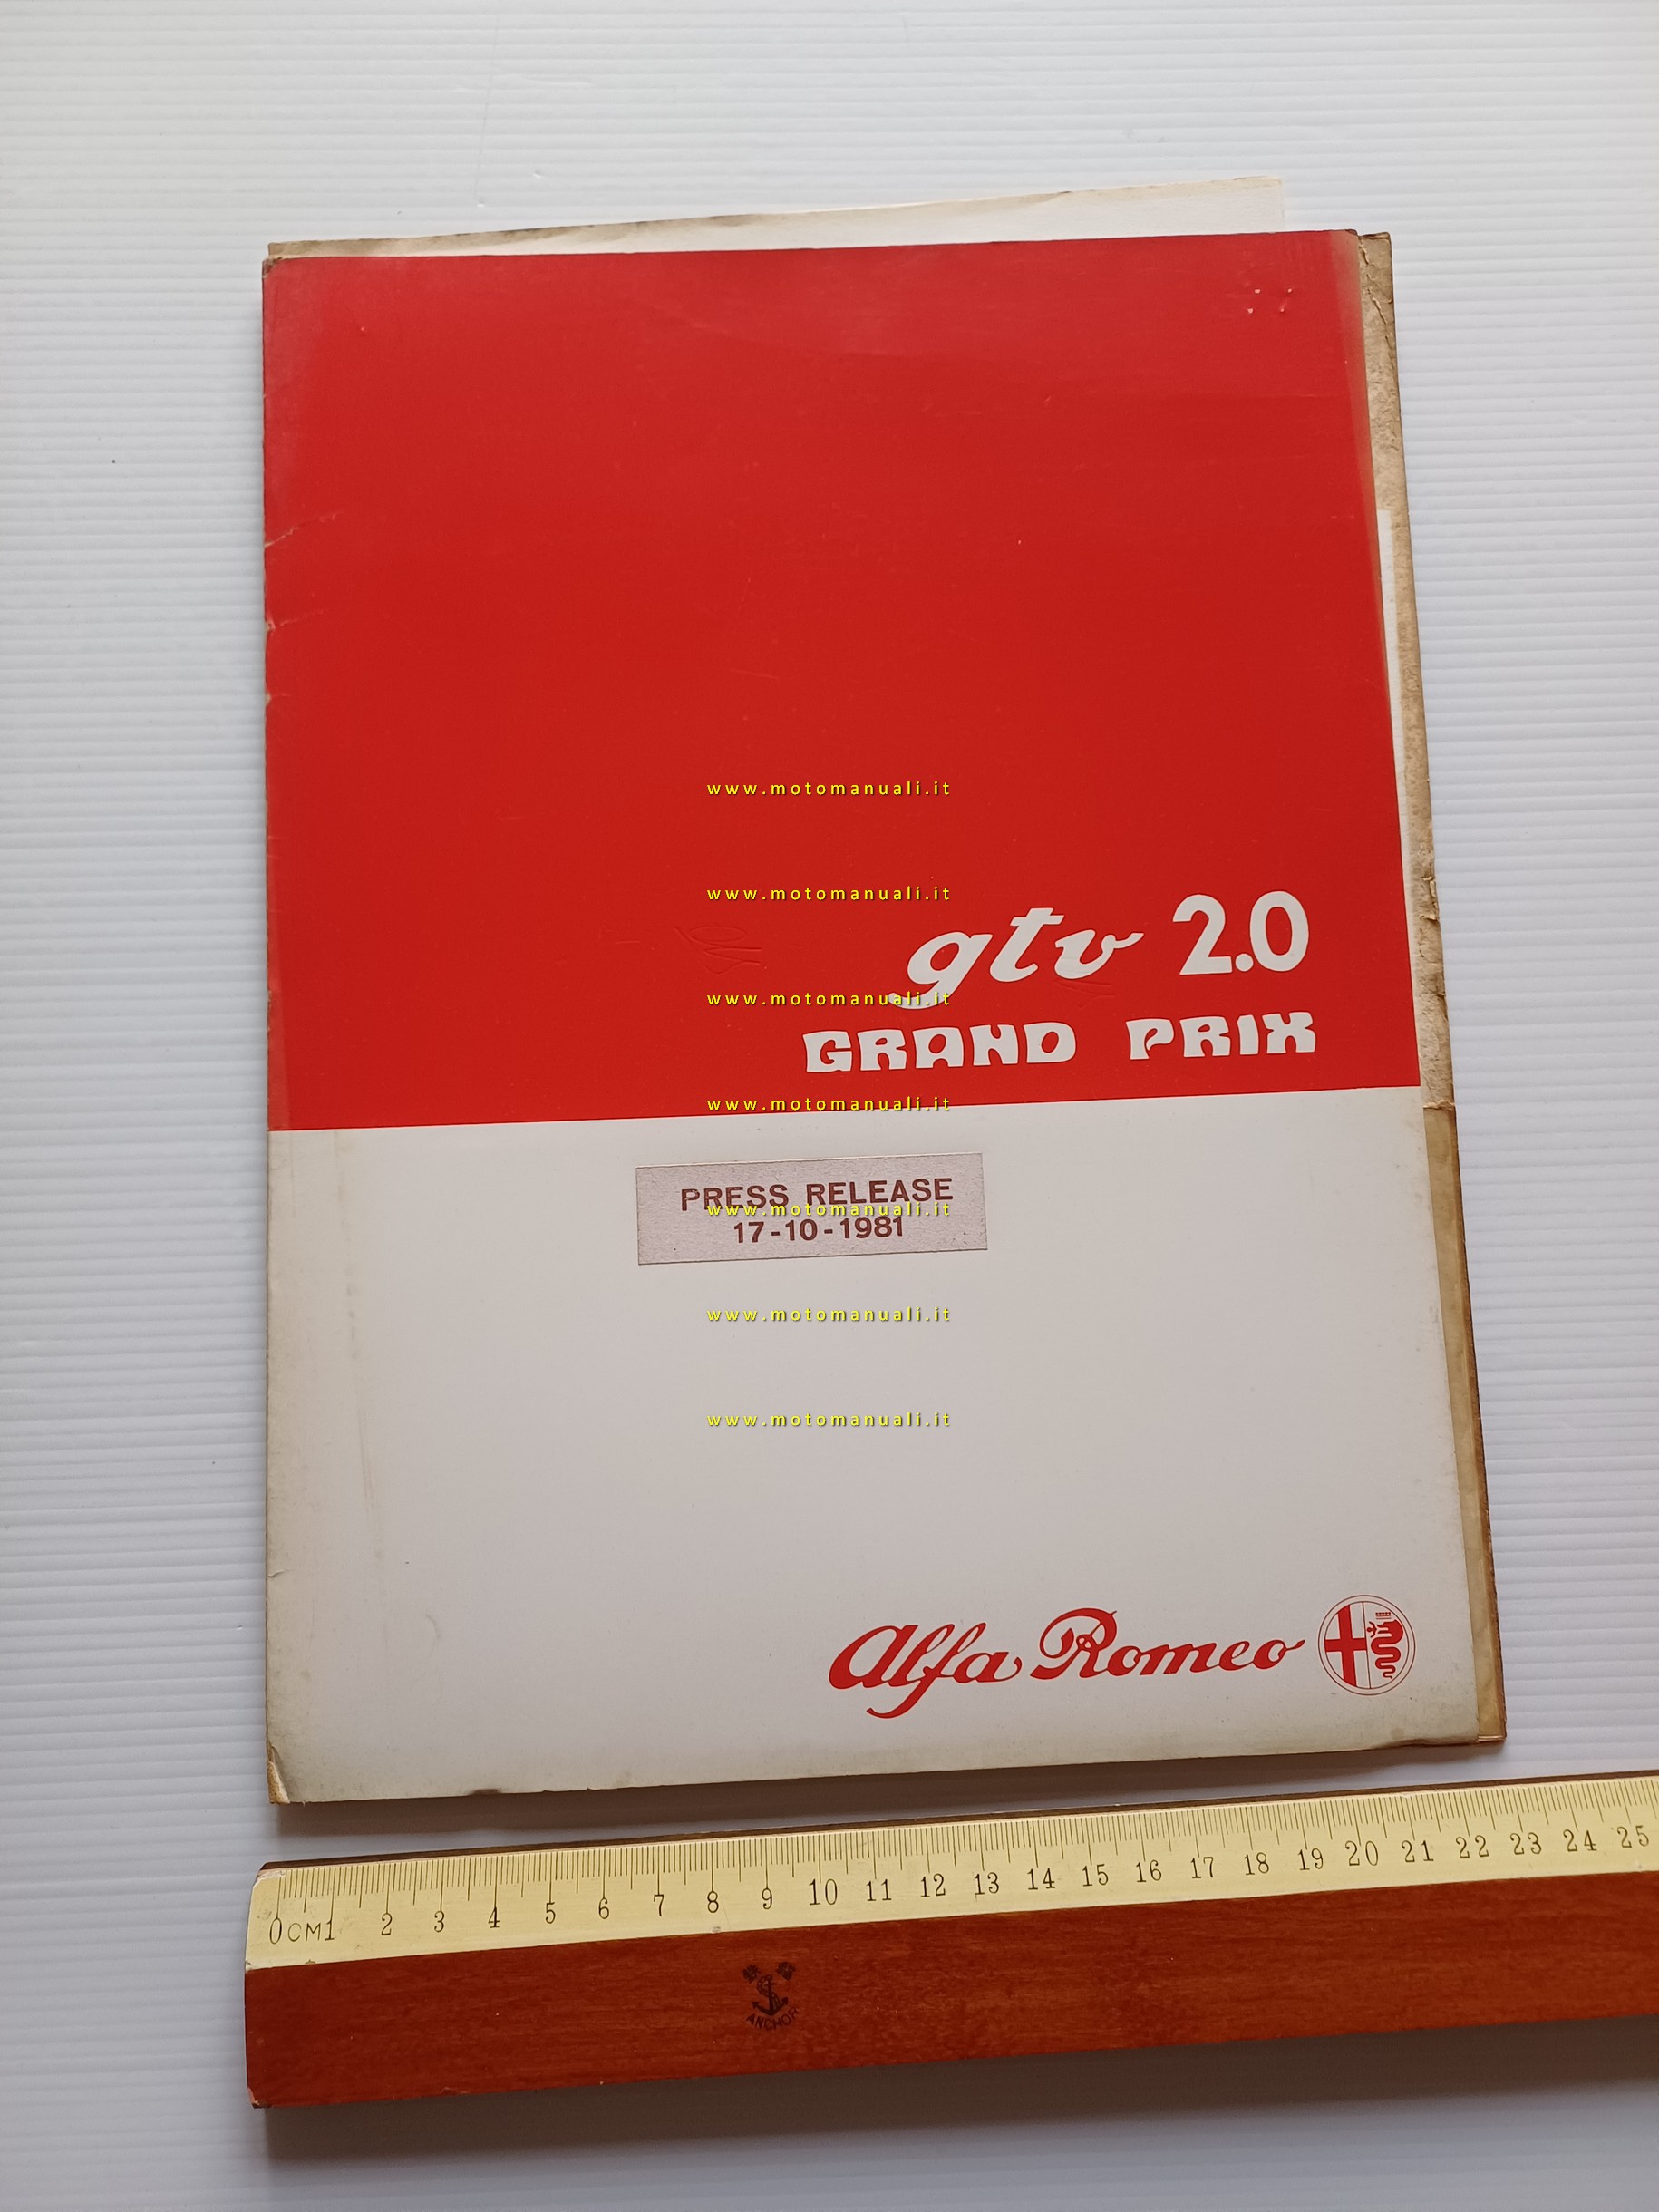 www.motomanuali.it
www.motomanuali.it
gtv 2.0
www.motomanuali.it
GRAND PRIX
www.motomanuali.it
PRESS RELEASE
www.motomanuali.it
17-10-1981
www.motomanuali.it
www.motomanuali.it
Alfa Romeo
0CM1 2 3 4 5 6 7 8 9 10 11 12 13 14 15 16 17 18 19 20 21 22 23 24 25
ANCHOR